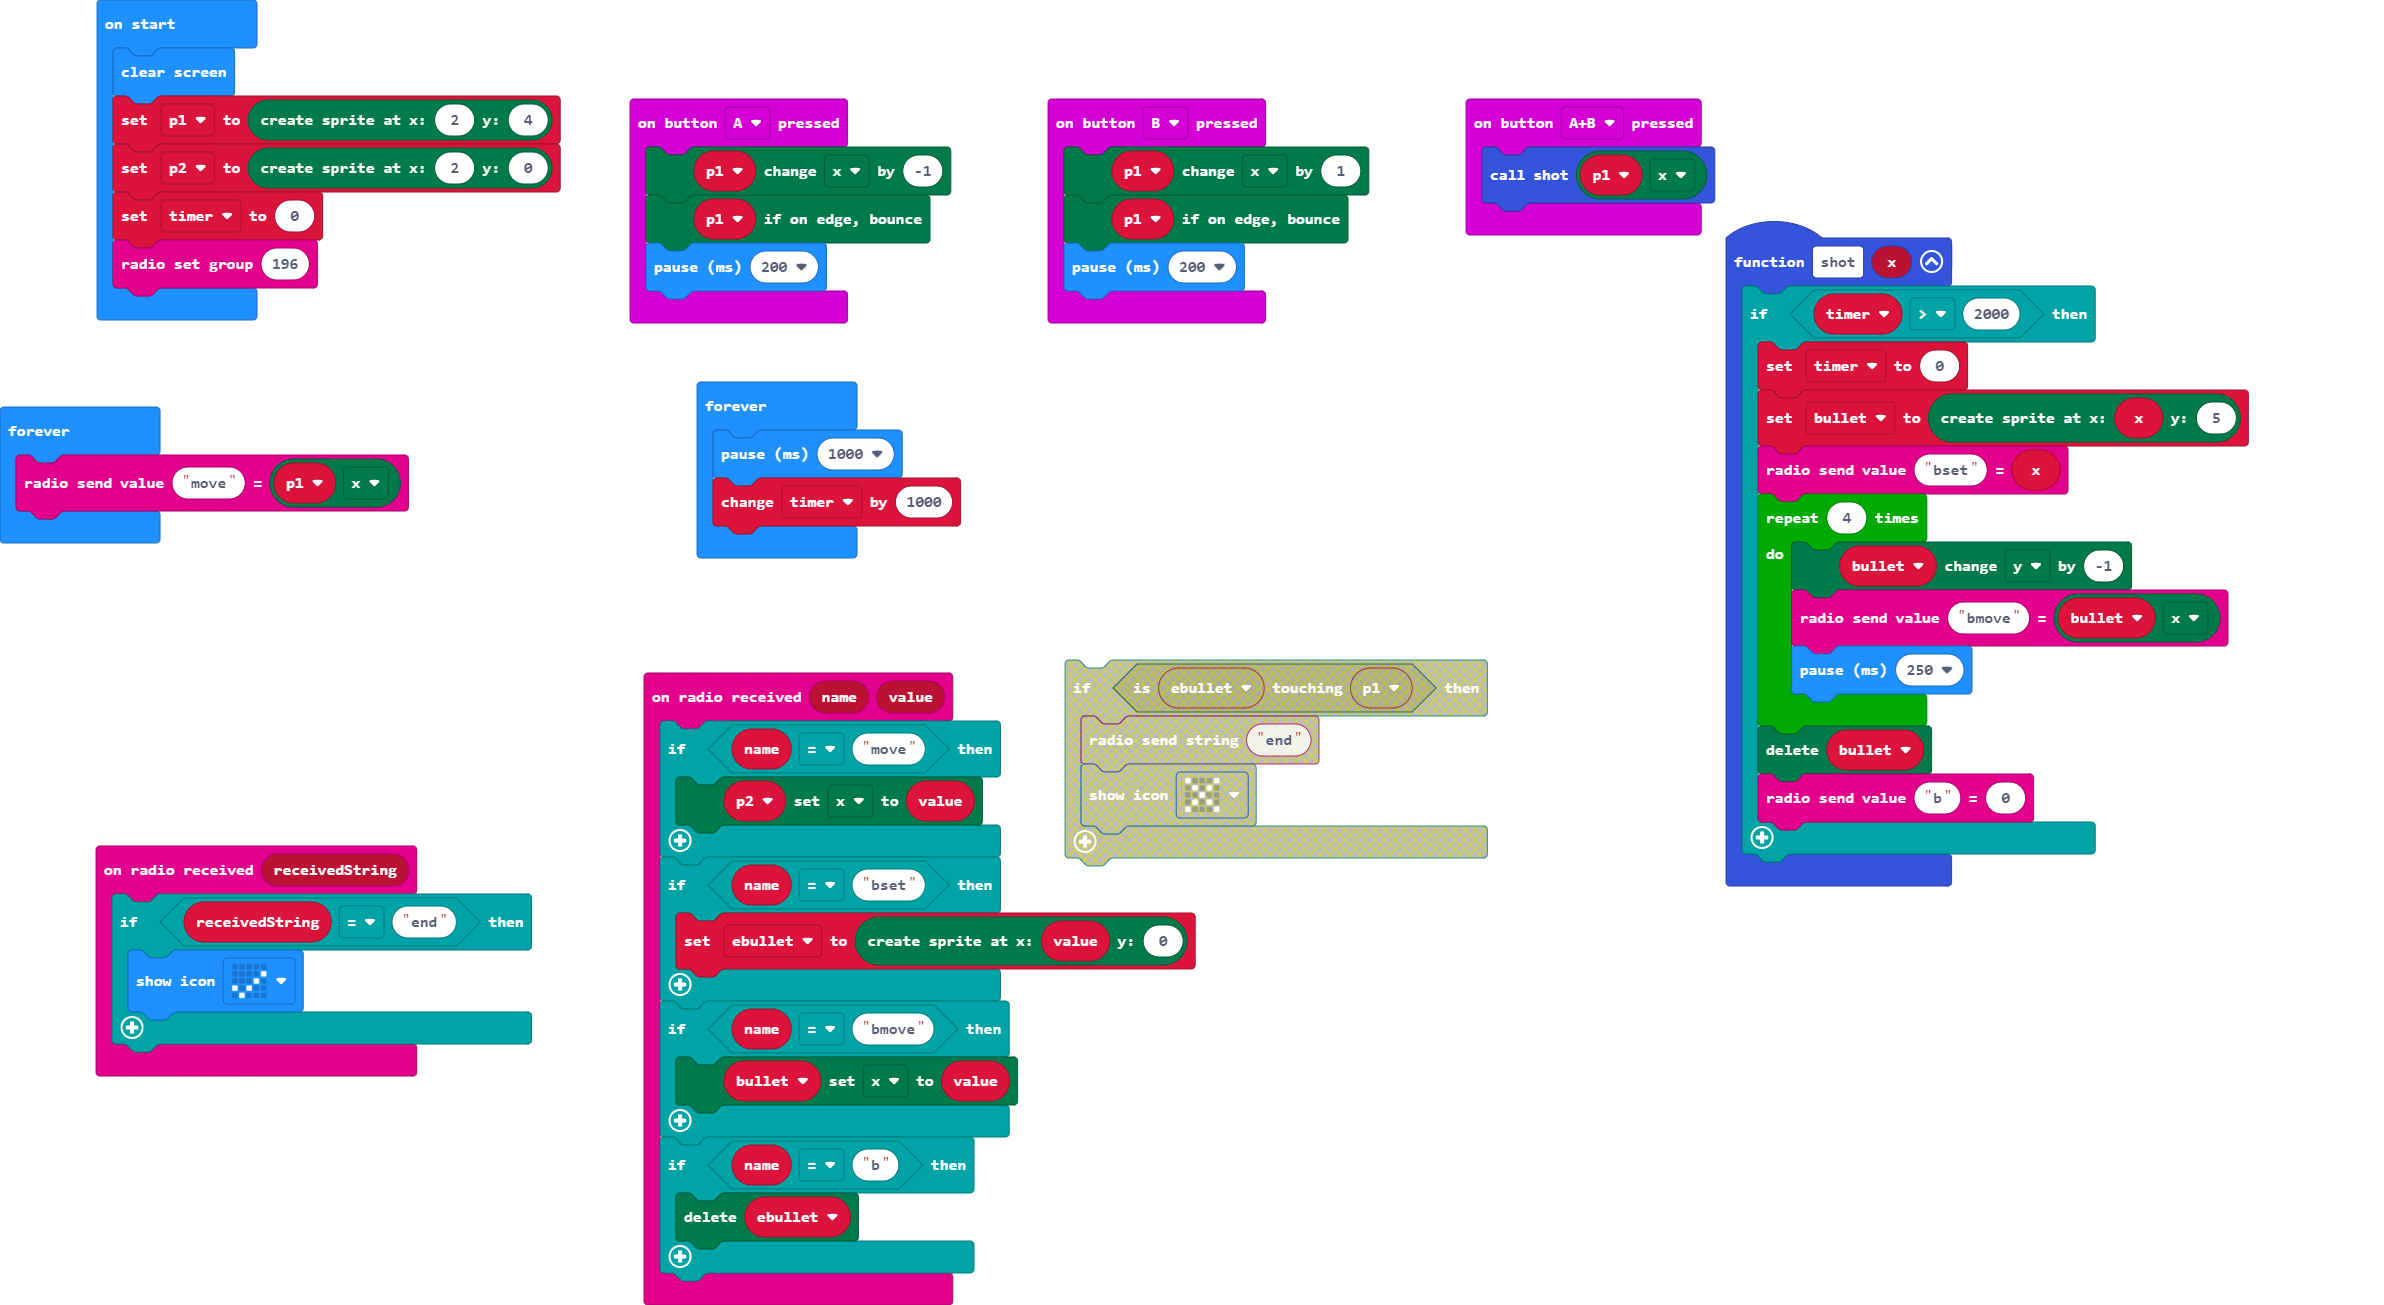 on start
clear screen
set p1 to create sprite at x: 2 y: 4
set p2 to create sprite at x: 2 y: 0
set timer to 0
radio set group 196
on button A pressed
p1 change x by -1
p1 if on edge, bounce
pause (ms) 200
on button B pressed
p1 change x by 1
p1 if on edge, bounce
pause (ms) 200
on button A+B pressed
call shot p1 x
function shot x
if timer > 2000 then
set timer to 0
set bullet to create sprite at x: x y: 5
radio send value "bset" = x
repeat 4 times
do
bullet change y by -1
radio send value "bmove" = bullet x
pause (ms) 250
delete bullet
radio send value "b" = 0
forever
radio send value "move" = p1 x
forever
pause (ms) 1000
change timer by 1000
on radio received name value
if name = "move" then
p2 set x to value
if name = "bset" then
set ebullet to create sprite at x: value y: 0
if name = "bmove" then
bullet set x to value
if name = "b" then
delete ebullet
if is ebullet touching p1 then
radio send string "end"
show icon
on radio received receivedString
if receivedString = "end" then
show icon